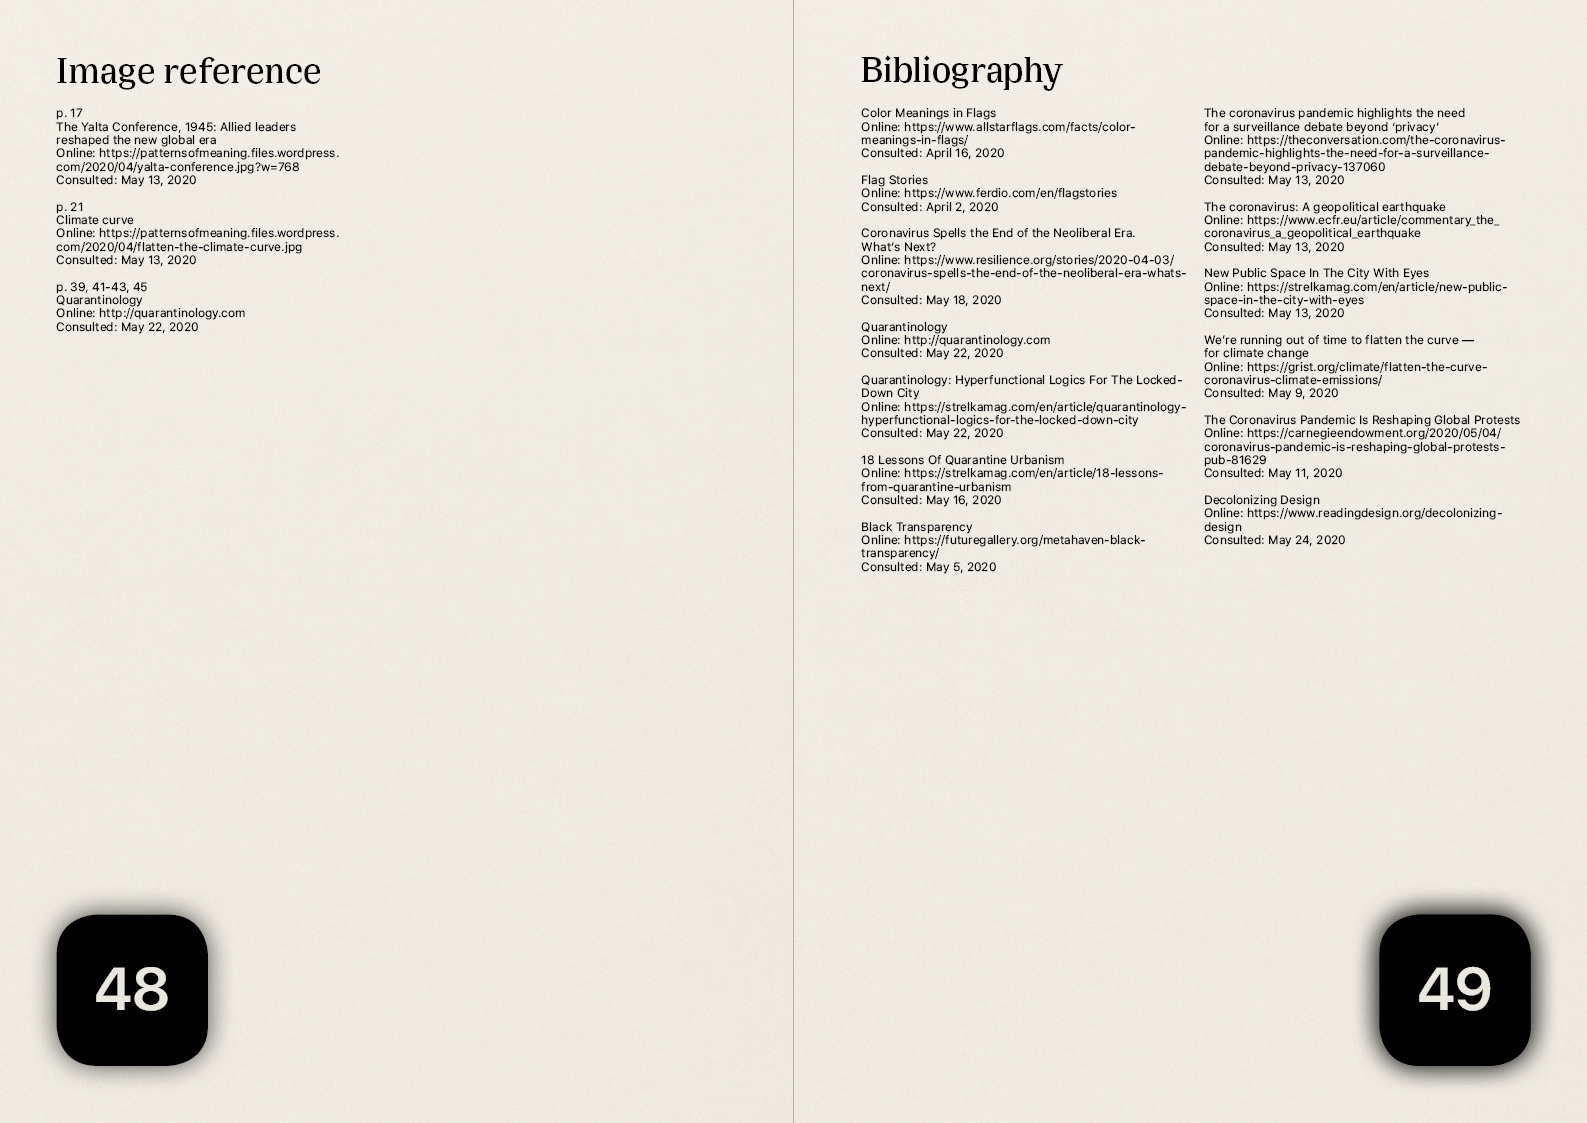 Image reference
p. 17
The Yalta Conference, 1945: Allied leaders
reshaped the new global era
Online: https://patternsofmeaning.files.wordpress.
com/2020/04/yalta-conference.jpg?w=768
Consulted: May 13, 2020
p. 21
Climate curve
Online: https://patternsofmeaning.files.wordpress.
com/2020/04/flatten-the-climate-curve.jpg
Consulted: May 13, 2020
p. 39, 41-43, 45
Quarantinology
Online: http://quarantinology.com
Consulted: May 22, 2020
48
Bibliography
Color Meanings in Flags
Online: https://www.allstarflags.com/facts/color-
meanings-in-flags/
Consulted: April 16, 2020
Flag Stories
Online: https://www.ferdio.com/en/flagstories
Consulted: April 2, 2020
Coronavirus Spells the End of the Neoliberal Era.
What’s Next?
Online: https://www.resilience.org/stories/2020-04-03/
coronavirus-spells-the-end-of-the-neoliberal-era-whats-
next/
Consulted: May 18, 2020
Quarantinology
Online: http://quarantinology.com
Consulted: May 22, 2020
Quarantinology: Hyperfunctional Logics For The Locked-
Down City
Online: https://strelkamag.com/en/article/quarantinology-
hyperfunctional-logics-for-the-locked-down-city
Consulted: May 22, 2020
18 Lessons Of Quarantine Urbanism
Online: https://strelkamag.com/en/article/18-lessons-
from-quarantine-urbanism
Consulted: May 16, 2020
Black Transparency
Online: https://futuregallery.org/metahaven-black-
transparency/
Consulted: May 5, 2020
The coronavirus pandemic highlights the need
for a surveillance debate beyond ‘privacy’
Online: https://theconversation.com/the-coronavirus-
pandemic-highlights-the-need-for-a-surveillance-
debate-beyond-privacy-137060
Consulted: May 13, 2020
The coronavirus: A geopolitical earthquake
Online: https://www.ecfr.eu/article/commentary_the_
coronavirus_a_geopolitical_earthquake
Consulted: May 13, 2020
New Public Space In The City With Eyes
Online: https://strelkamag.com/en/article/new-public-
space-in-the-city-with-eyes
Consulted: May 13, 2020
We’re running out of time to flatten the curve —
for climate change
Online: https://grist.org/climate/flatten-the-curve-
coronavirus-climate-emissions/
Consulted: May 9, 2020
The Coronavirus Pandemic Is Reshaping Global Protests
Online: https://carnegieendowment.org/2020/05/04/
coronavirus-pandemic-is-reshaping-global-protests-
pub-81629
Consulted: May 11, 2020
Decolonizing Design
Online: https://www.readingdesign.org/decolonizing-
design
Consulted: May 24, 2020
49